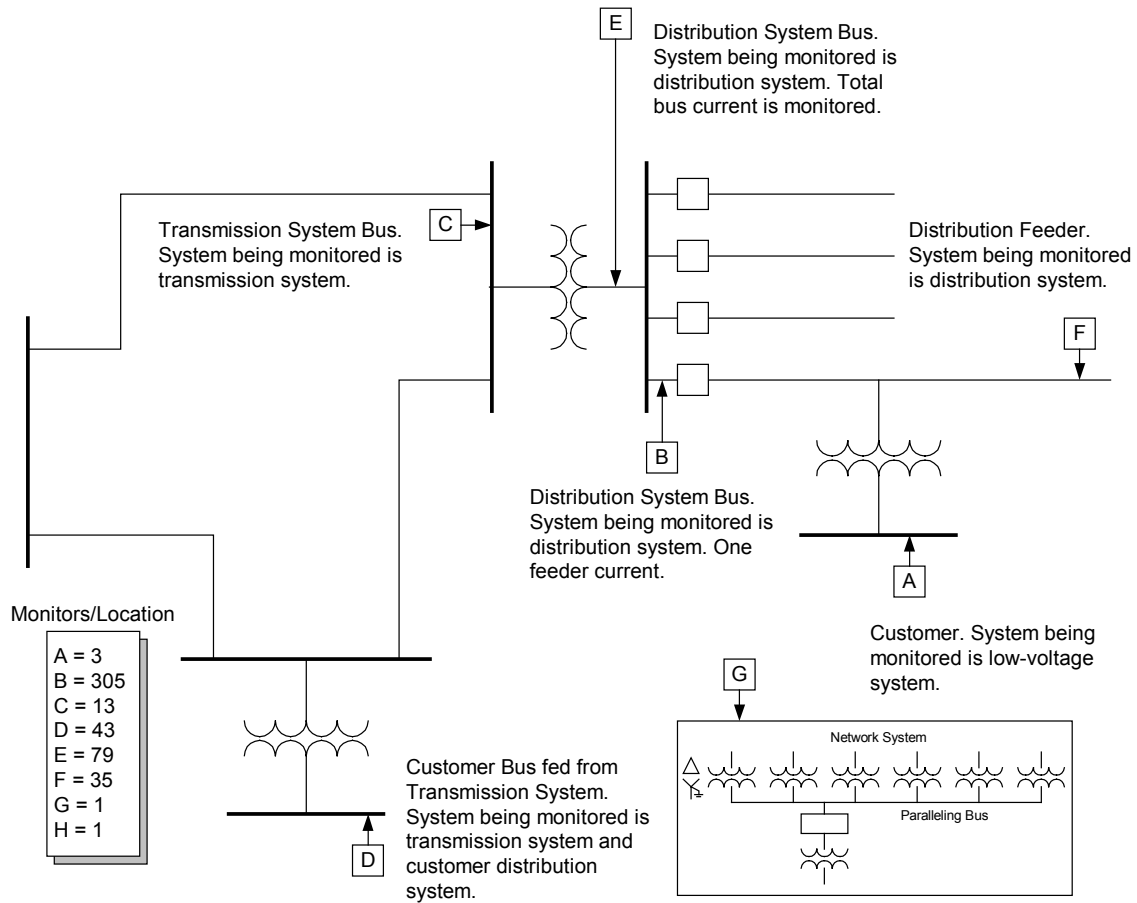 E
Distribution System Bus.
System being monitored is
distribution system. Total
bus current is monitored.
C
Transmission System Bus.
System being monitored is
transmission system.
Distribution Feeder.
System being monitored
is distribution system.
F
B
Distribution System Bus.
System being monitored is
distribution system. One
feeder current.
A
Customer. System being
monitored is low-voltage
system.
Monitors/Location
A = 3
B = 305
C = 13
D = 43
E = 79
F = 35
G = 1
H = 1
Customer Bus fed from
Transmission System.
System being monitored is
transmission system and
customer distribution
system.
D
G
Network System
Paralleling Bus